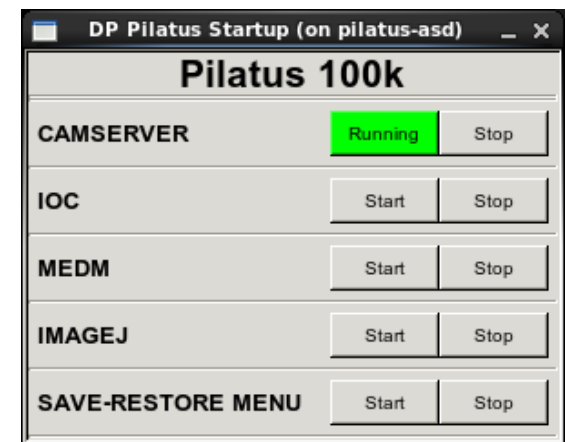 DP Pilatus Startup (on pilatus-asd)
Pilatus 100k
CAMSERVER Running Stop
IOC Start Stop
MEDM Start Stop
IMAGEJ Start Stop
SAVE-RESTORE MENU Start Stop